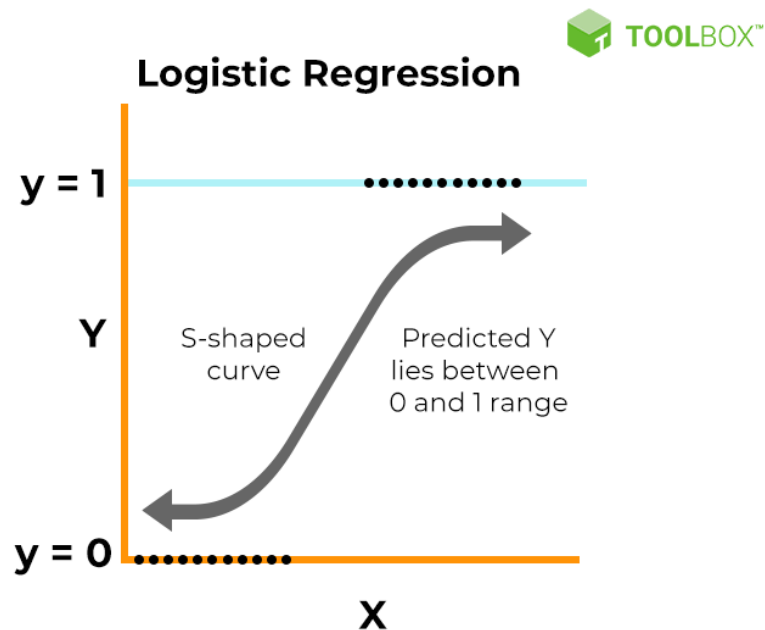 T TOOLBOX™
Logistic Regression
y = 1
Y
S-shaped
curve
Predicted Y
lies between
0 and 1 range
y = 0
X